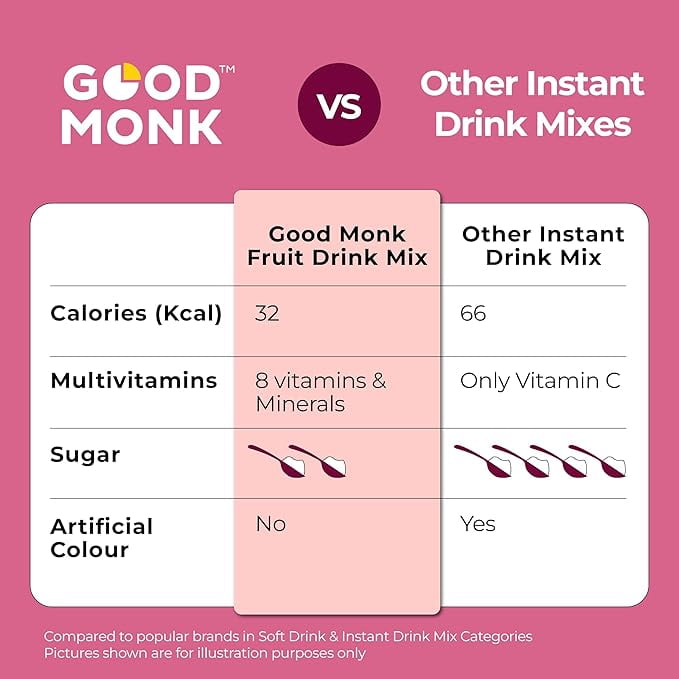 GOOD™
MONK
VS
Other Instant
Drink Mixes
Good Monk
Fruit Drink Mix
Other Instant
Drink Mix
Calories (Kcal)
32
66
Multivitamins
8 vitamins &
Minerals
Only Vitamin C
Sugar
Artificial
Colour
No
Yes
Compared to popular brands in Soft Drink & Instant Drink Mix Categories
Pictures shown are for illustration purposes only